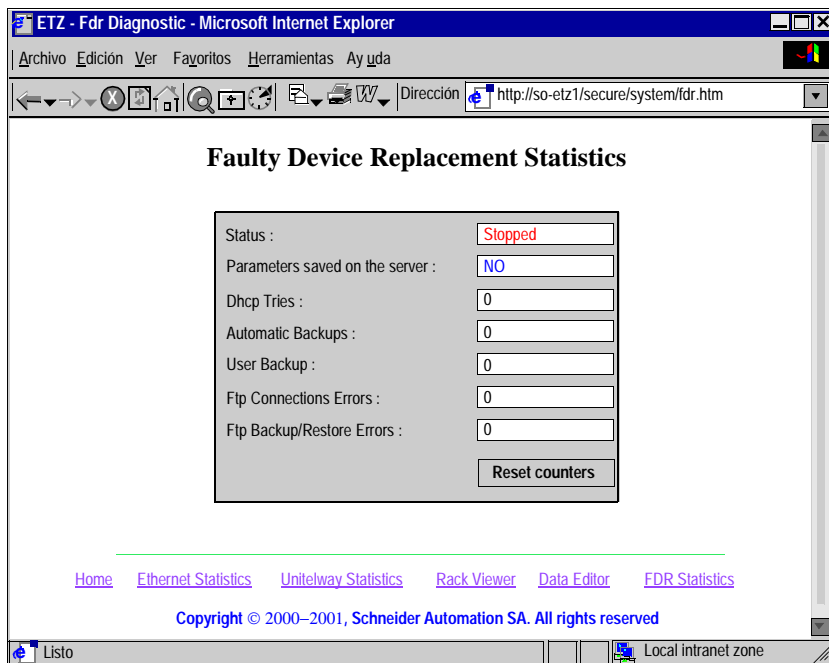 ETZ - Fdr Diagnostic - Microsoft Internet Explorer
Archivo Edición Ver Favoritos Herramientas Ay uda
Dirección http://so-etz1/secure/system/fdr.htm
Faulty Device Replacement Statistics
Status : Stopped
Parameters saved on the server : NO
Dhcp Tries : 0
Automatic Backups : 0
User Backup : 0
Ftp Connections Errors : 0
Ftp Backup/Restore Errors : 0
Reset counters
Home Ethernet Statistics Unitelway Statistics Rack Viewer Data Editor FDR Statistics
Copyright © 2000–2001, Schneider Automation SA. All rights reserved
Listo Local intranet zone